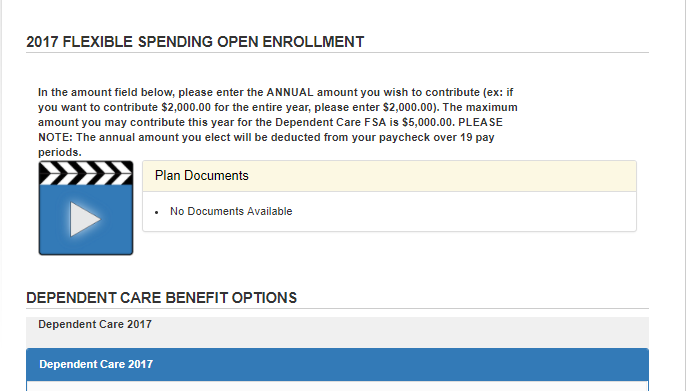 2017 FLEXIBLE SPENDING OPEN ENROLLMENT
In the amount field below, please enter the ANNUAL amount you wish to contribute (ex: if
you want to contribute $2,000.00 for the entire year, please enter $2,000.00). The maximum
amount you may contribute this year for the Dependent Care FSA is $5,000.00. PLEASE
NOTE: The annual amount you elect will be deducted from your paycheck over 19 pay
periods.
Plan Documents
• No Documents Available
DEPENDENT CARE BENEFIT OPTIONS
Dependent Care 2017
Dependent Care 2017